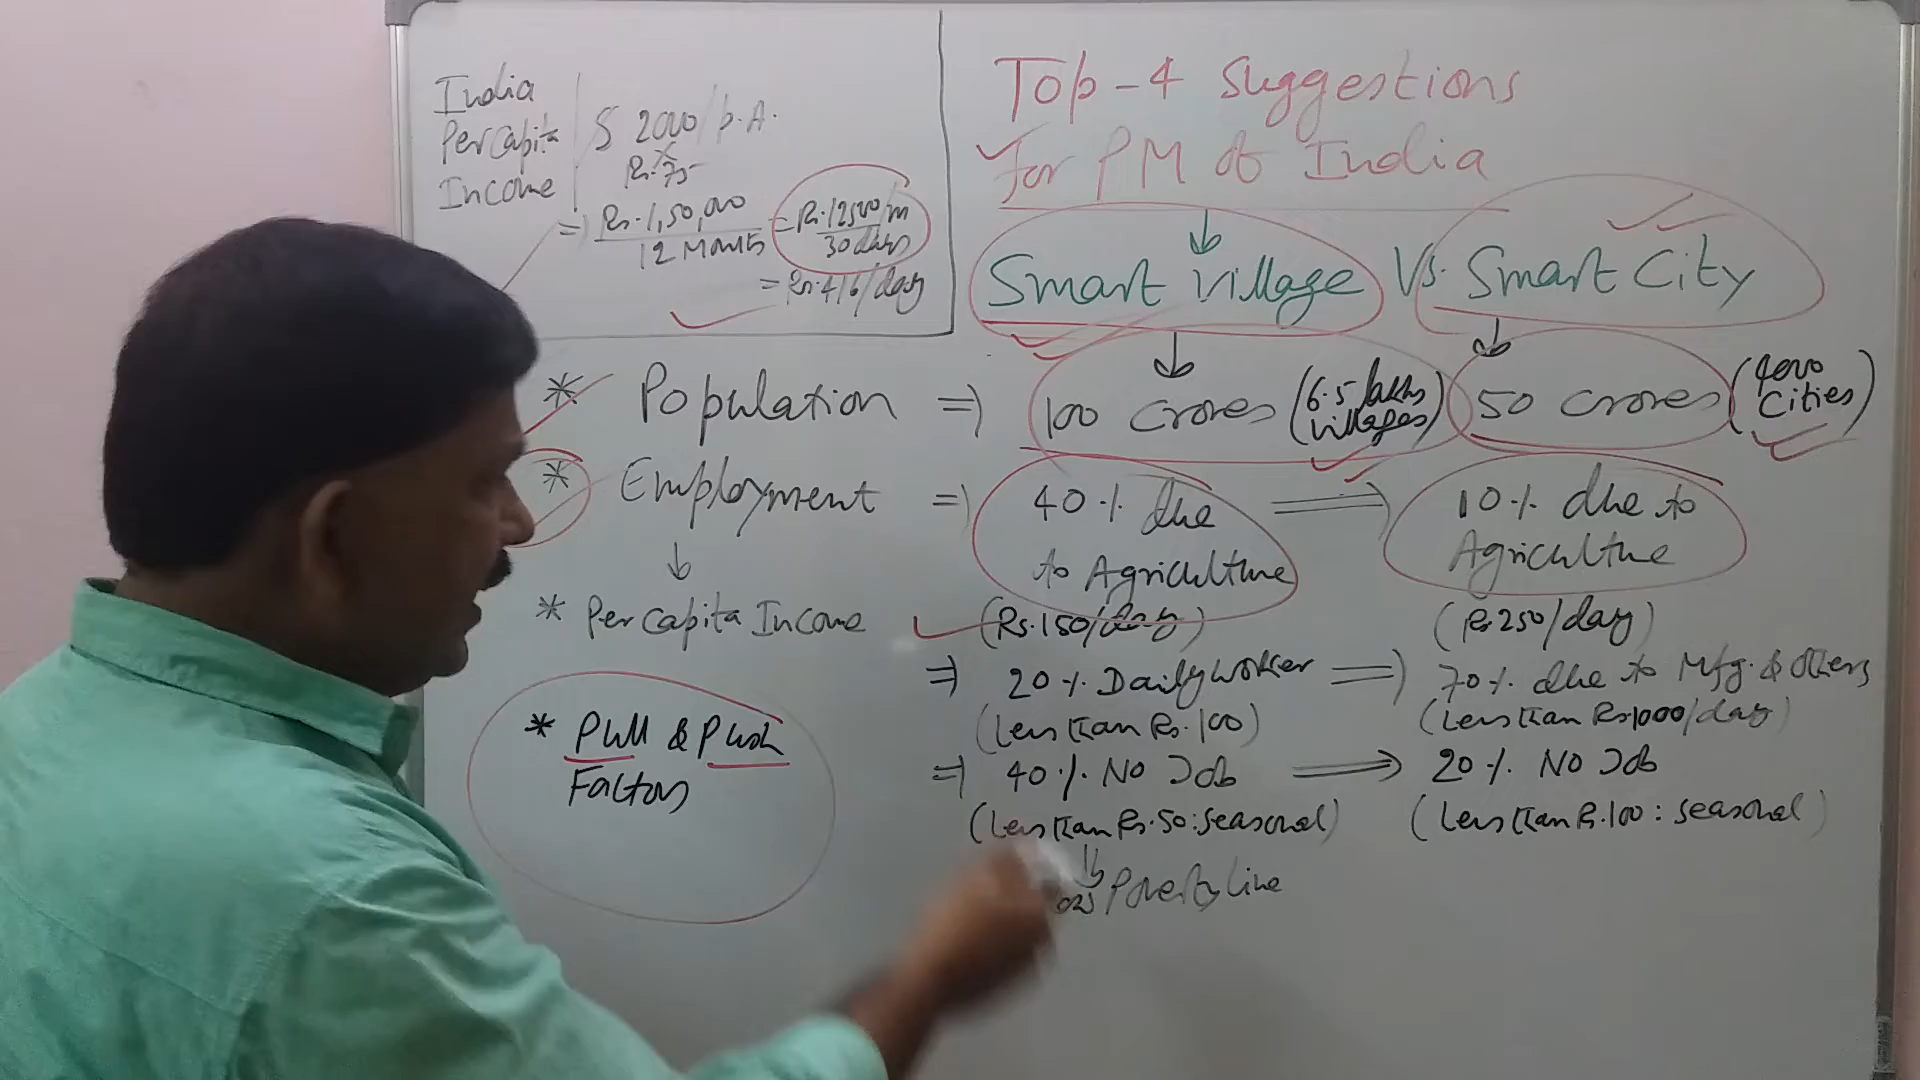 India
Per Capita
Income
$ 2000/p.A.
x
Rs.75
=) Rs.1,50,000
12 Months
= Rs.12500/m
30 days
= Rs.416/day
Top-4 Suggestions
for PM of India
Smart Village Vs. Smart City
* Population =) 100 crores (6.5 lakhs villages) 50 crores (4000 Cities)
* Employment =) 40% due to Agriculture => 10% due to Agriculture
* Per Capita Income (Rs.150/day) (Rs.250/day)
=) 20% Daily worker => 70% due to Mfg. & Others
(Less than Rs.100) (Less than Rs.1000/day)
* Pull & Push
Factors
=) 40% No Job => 20% No Job
(Less than Rs.50: seasonal) (Less than Rs.100: seasonal)
Poverty line